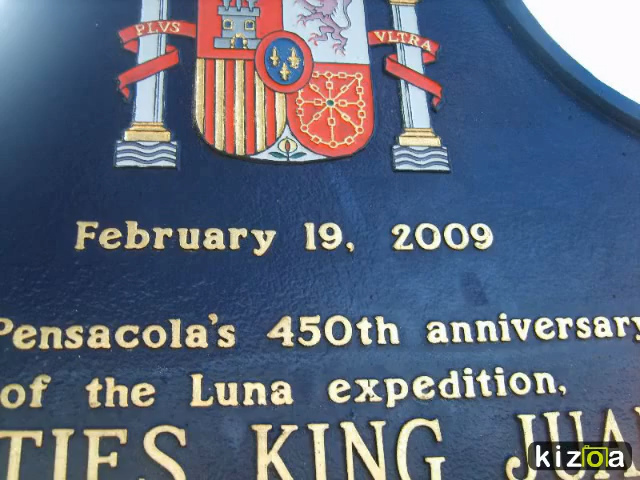 PLVS VLTRA
February 19, 2009
Pensacola's 450th anniversary
of the Luna expedition,
TIES KING JUA
kizoa